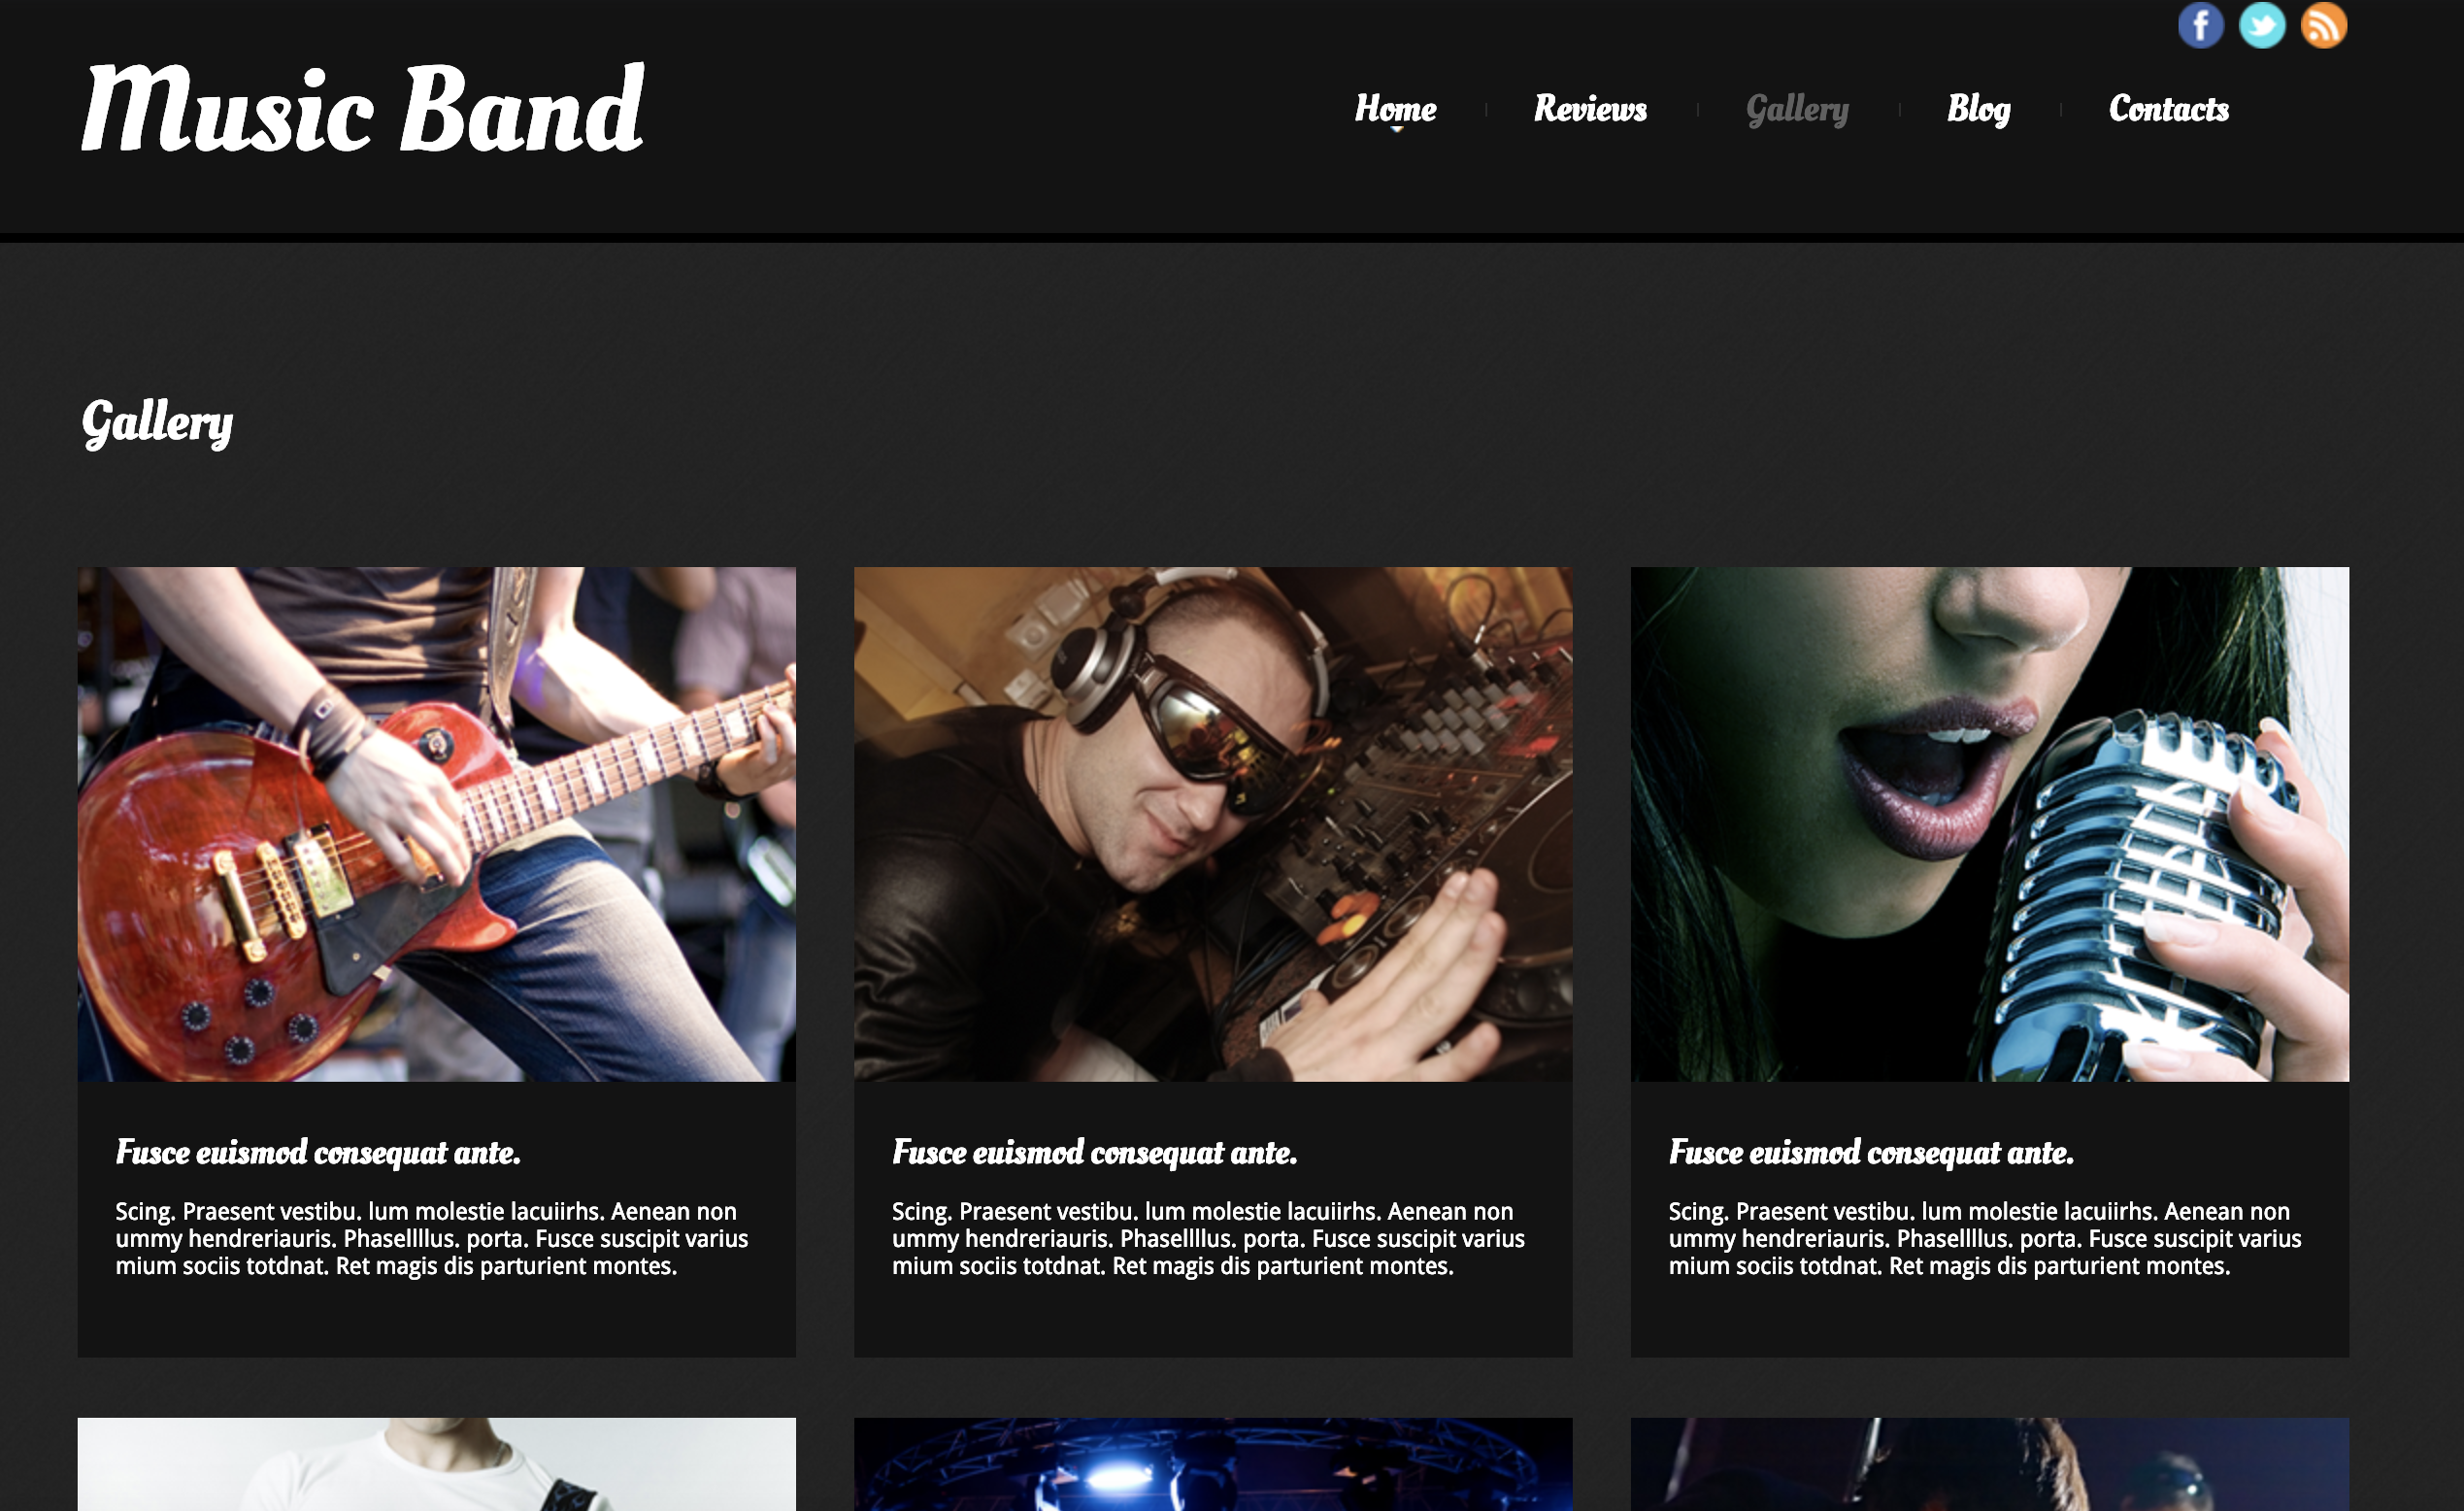 Music Band
Home
Reviews
Gallery
Blog
Contacts
Gallery
Fusce euismod consequat ante.
Scing. Praesent vestibu. lum molestie lacuiirhs. Aenean non
ummy hendreriauris. Phasellllus. porta. Fusce suscipit varius
mium sociis totdnat. Ret magis dis parturient montes.
Fusce euismod consequat ante.
Scing. Praesent vestibu. lum molestie lacuiirhs. Aenean non
ummy hendreriauris. Phasellllus. porta. Fusce suscipit varius
mium sociis totdnat. Ret magis dis parturient montes.
Fusce euismod consequat ante.
Scing. Praesent vestibu. lum molestie lacuiirhs. Aenean non
ummy hendreriauris. Phasellllus. porta. Fusce suscipit varius
mium sociis totdnat. Ret magis dis parturient montes.